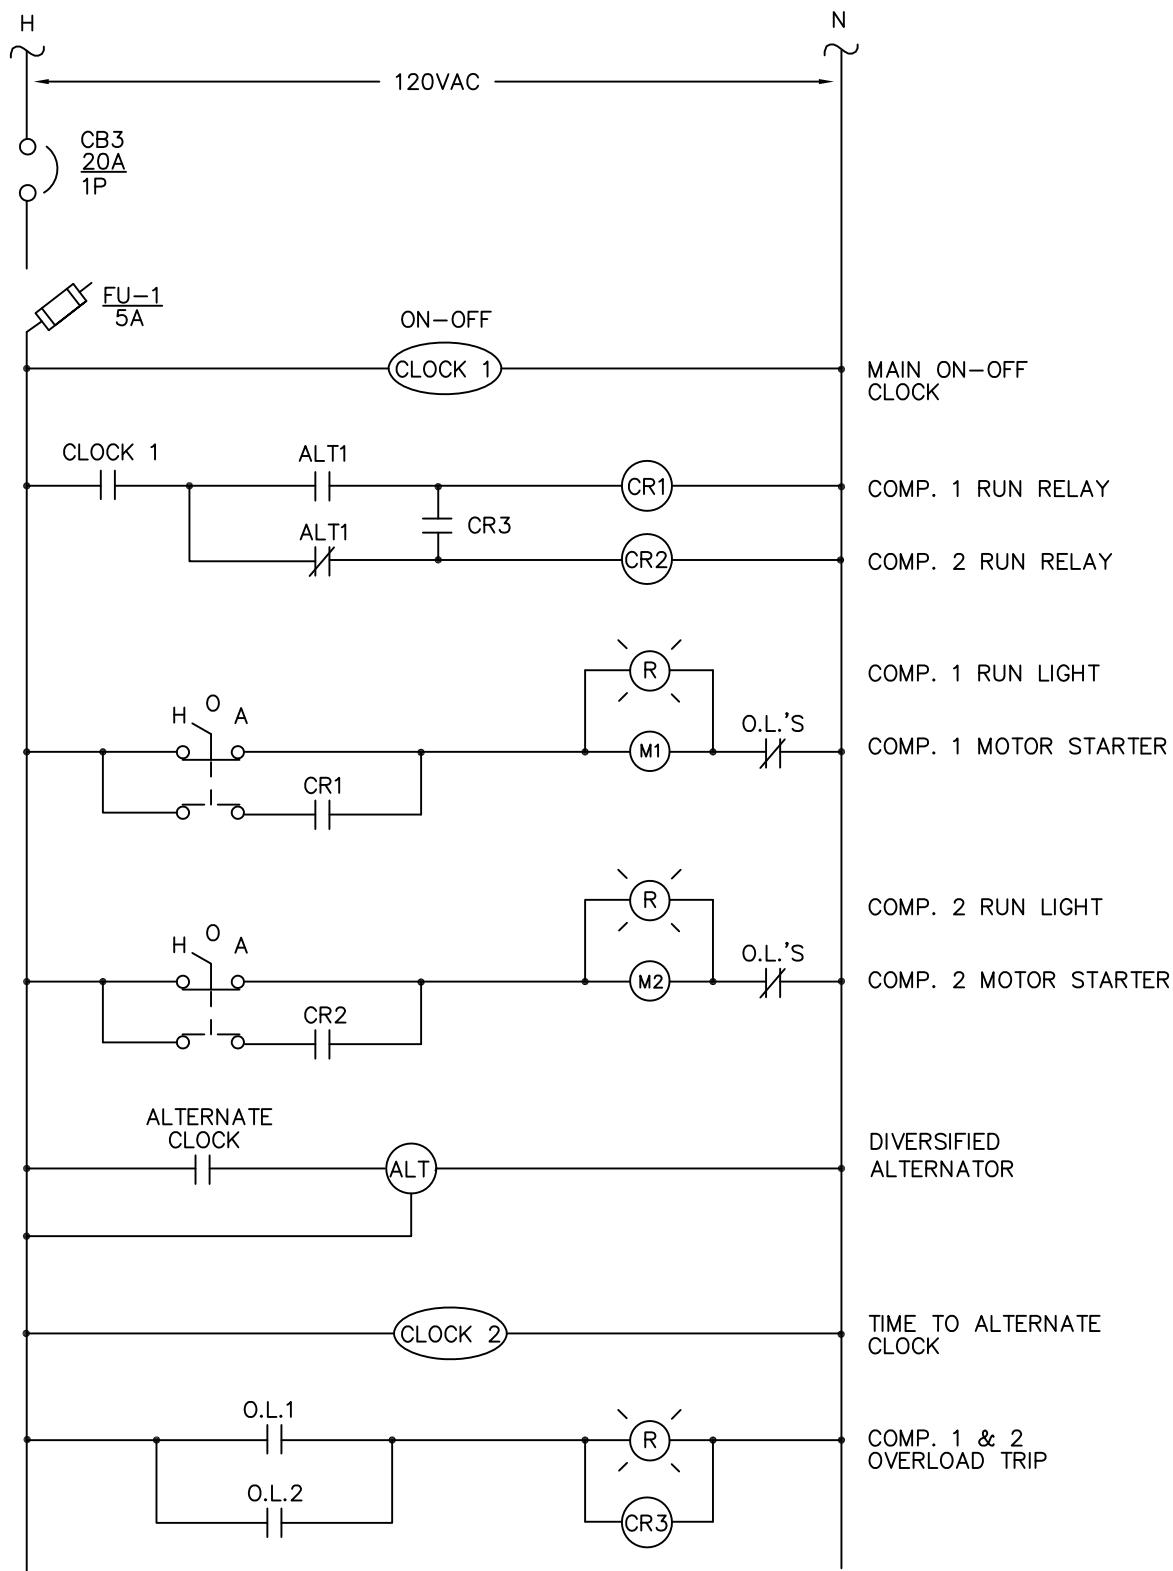 H
N
120VAC
CB3
20A
1P
FU-1
5A
ON-OFF
CLOCK 1
MAIN ON-OFF
CLOCK
CLOCK 1
ALT1
CR1
COMP. 1 RUN RELAY
CR3
ALT1
CR2
COMP. 2 RUN RELAY
R
COMP. 1 RUN LIGHT
H O A
O.L.'S
M1
COMP. 1 MOTOR STARTER
CR1
R
COMP. 2 RUN LIGHT
H O A
O.L.'S
M2
COMP. 2 MOTOR STARTER
CR2
ALTERNATE
CLOCK
ALT
DIVERSIFIED
ALTERNATOR
CLOCK 2
TIME TO ALTERNATE
CLOCK
O.L.1
R
COMP. 1 & 2
OVERLOAD TRIP
O.L.2
CR3